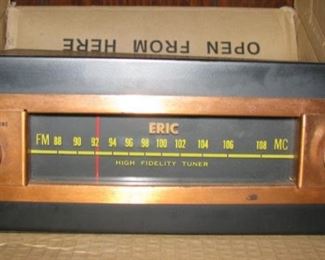 OPEN FROM HERE
ERIC
FM 88 90 92 94 96 98 100 102 104 106 108 MC
HIGH FIDELITY TUNER